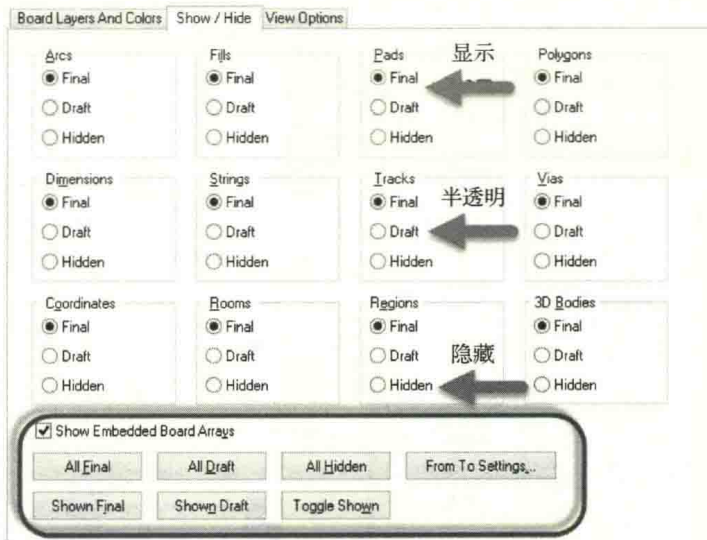 Board Layers And Colors Show / Hide View Options
Arcs Fills Pads 显示 Polygons
Final Final Final Final
Draft Draft Draft Draft
Hidden Hidden Hidden Hidden
Dimensions Strings Tracks 半透明 Vias
Final Final Final Final
Draft Draft Draft Draft
Hidden Hidden Hidden Hidden
Coordinates Rooms Regions 3D Bodies
Final Final Final Final
Draft Draft Draft 隐藏 Draft
Hidden Hidden Hidden Hidden
Show Embedded Board Arrays
All Final All Draft All Hidden From To Settings...
Shown Final Shown Draft Toggle Shown